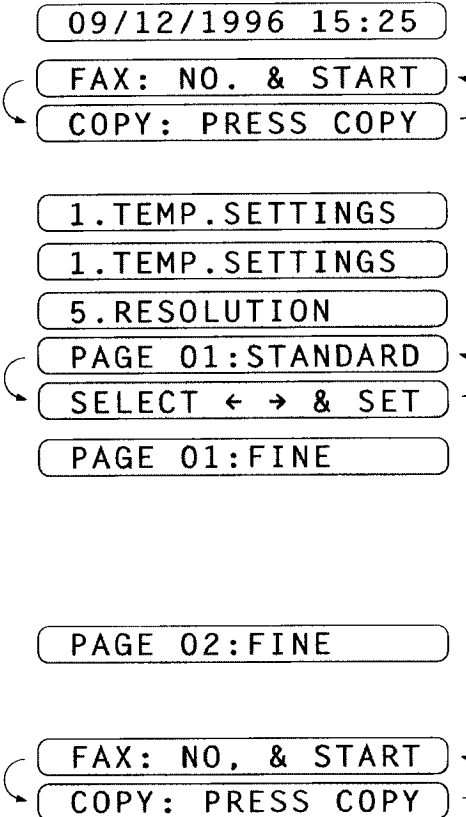 09/12/1996 15:25
FAX: NO. & START
COPY: PRESS COPY
1.TEMP.SETTINGS
1.TEMP.SETTINGS
5.RESOLUTION
PAGE 01:STANDARD
SELECT ← → & SET
PAGE 01:FINE
PAGE 02:FINE
FAX: NO, & START
COPY: PRESS COPY